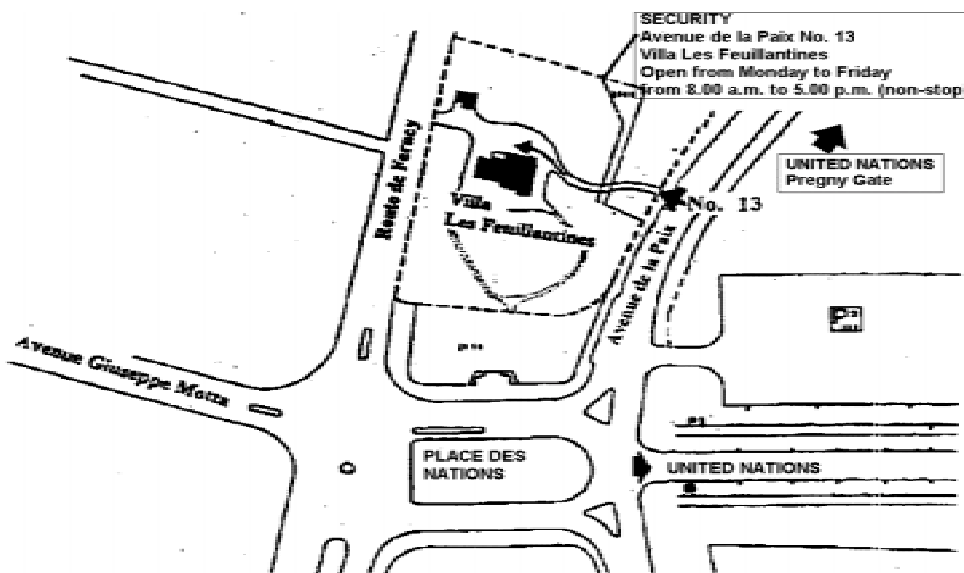 SECURITY
Avenue de la Paix No. 13
Villa Les Feuillantines
Open from Monday to Friday
from 8.00 a.m. to 5.00 p.m. (non-stop
UNITED NATIONS
Pregny Gate
No. 13
Route de Ferney
Villa
Les Feuillantines
Avenue de la Paix
Avenue Giuseppe Motta
PLACE DES
NATIONS
UNITED NATIONS